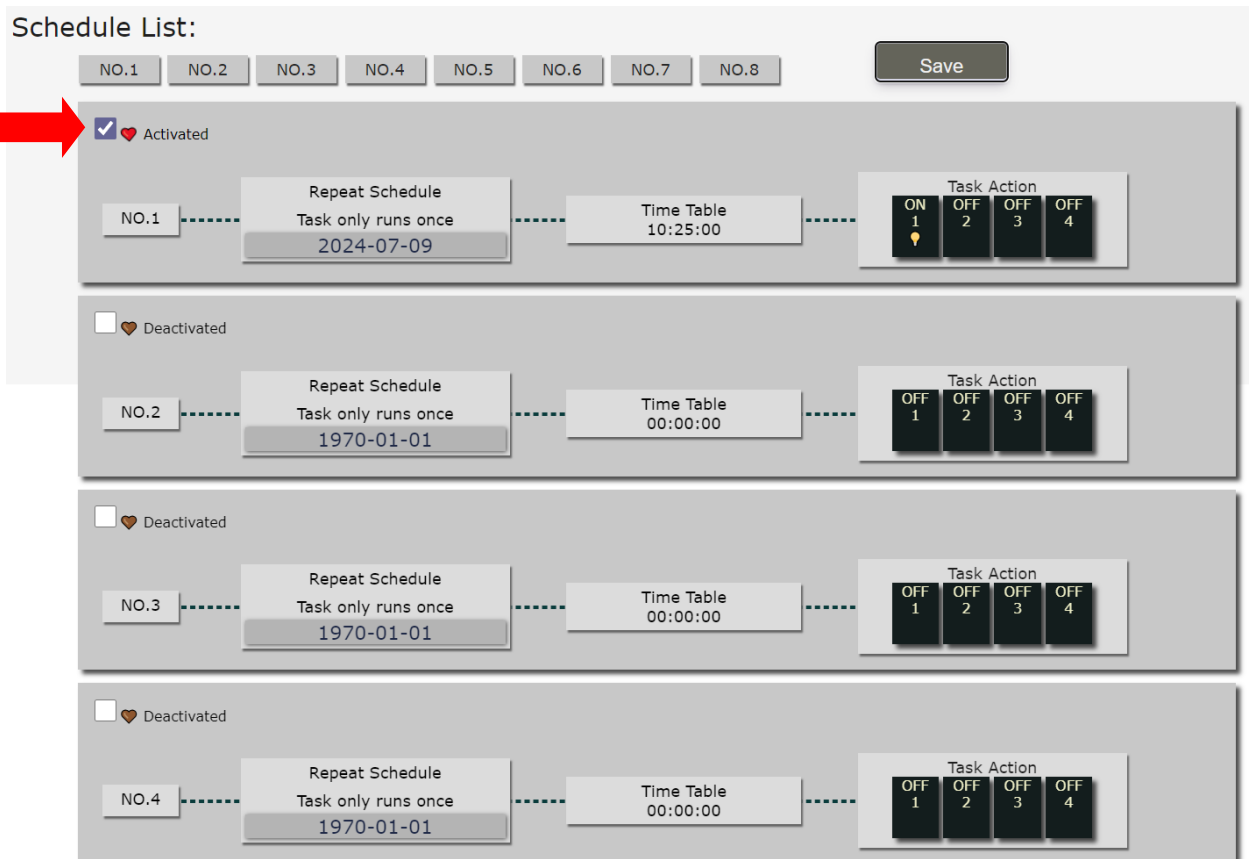 Schedule List:
NO.1 NO.2 NO.3 NO.4 NO.5 NO.6 NO.7 NO.8 Save
Activated
NO.1
Repeat Schedule
Task only runs once
2024-07-09
Time Table
10:25:00
Task Action
ON OFF OFF OFF
1 2 3 4
Deactivated
NO.2
Repeat Schedule
Task only runs once
1970-01-01
Time Table
00:00:00
Task Action
OFF OFF OFF OFF
1 2 3 4
Deactivated
NO.3
Repeat Schedule
Task only runs once
1970-01-01
Time Table
00:00:00
Task Action
OFF OFF OFF OFF
1 2 3 4
Deactivated
NO.4
Repeat Schedule
Task only runs once
1970-01-01
Time Table
00:00:00
Task Action
OFF OFF OFF OFF
1 2 3 4